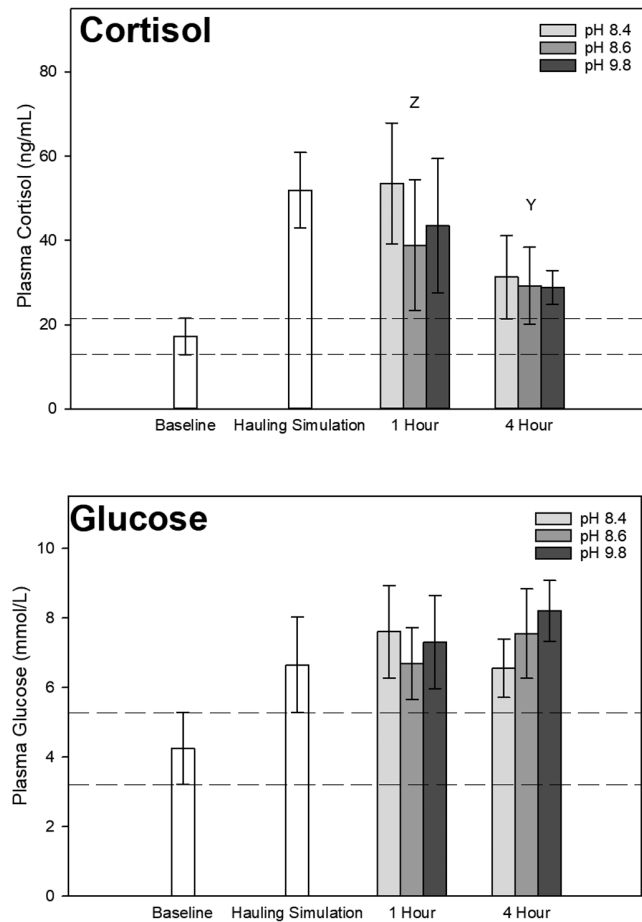 Cortisol
pH 8.4
pH 8.6
pH 9.8
Plasma Cortisol (ng/mL)
80
60
40
20
0
Z
Y
Baseline Hauling Simulation 1 Hour 4 Hour
Glucose
pH 8.4
pH 8.6
pH 9.8
Plasma Glucose (mmol/L)
10
8
6
4
2
0
Baseline Hauling Simulation 1 Hour 4 Hour